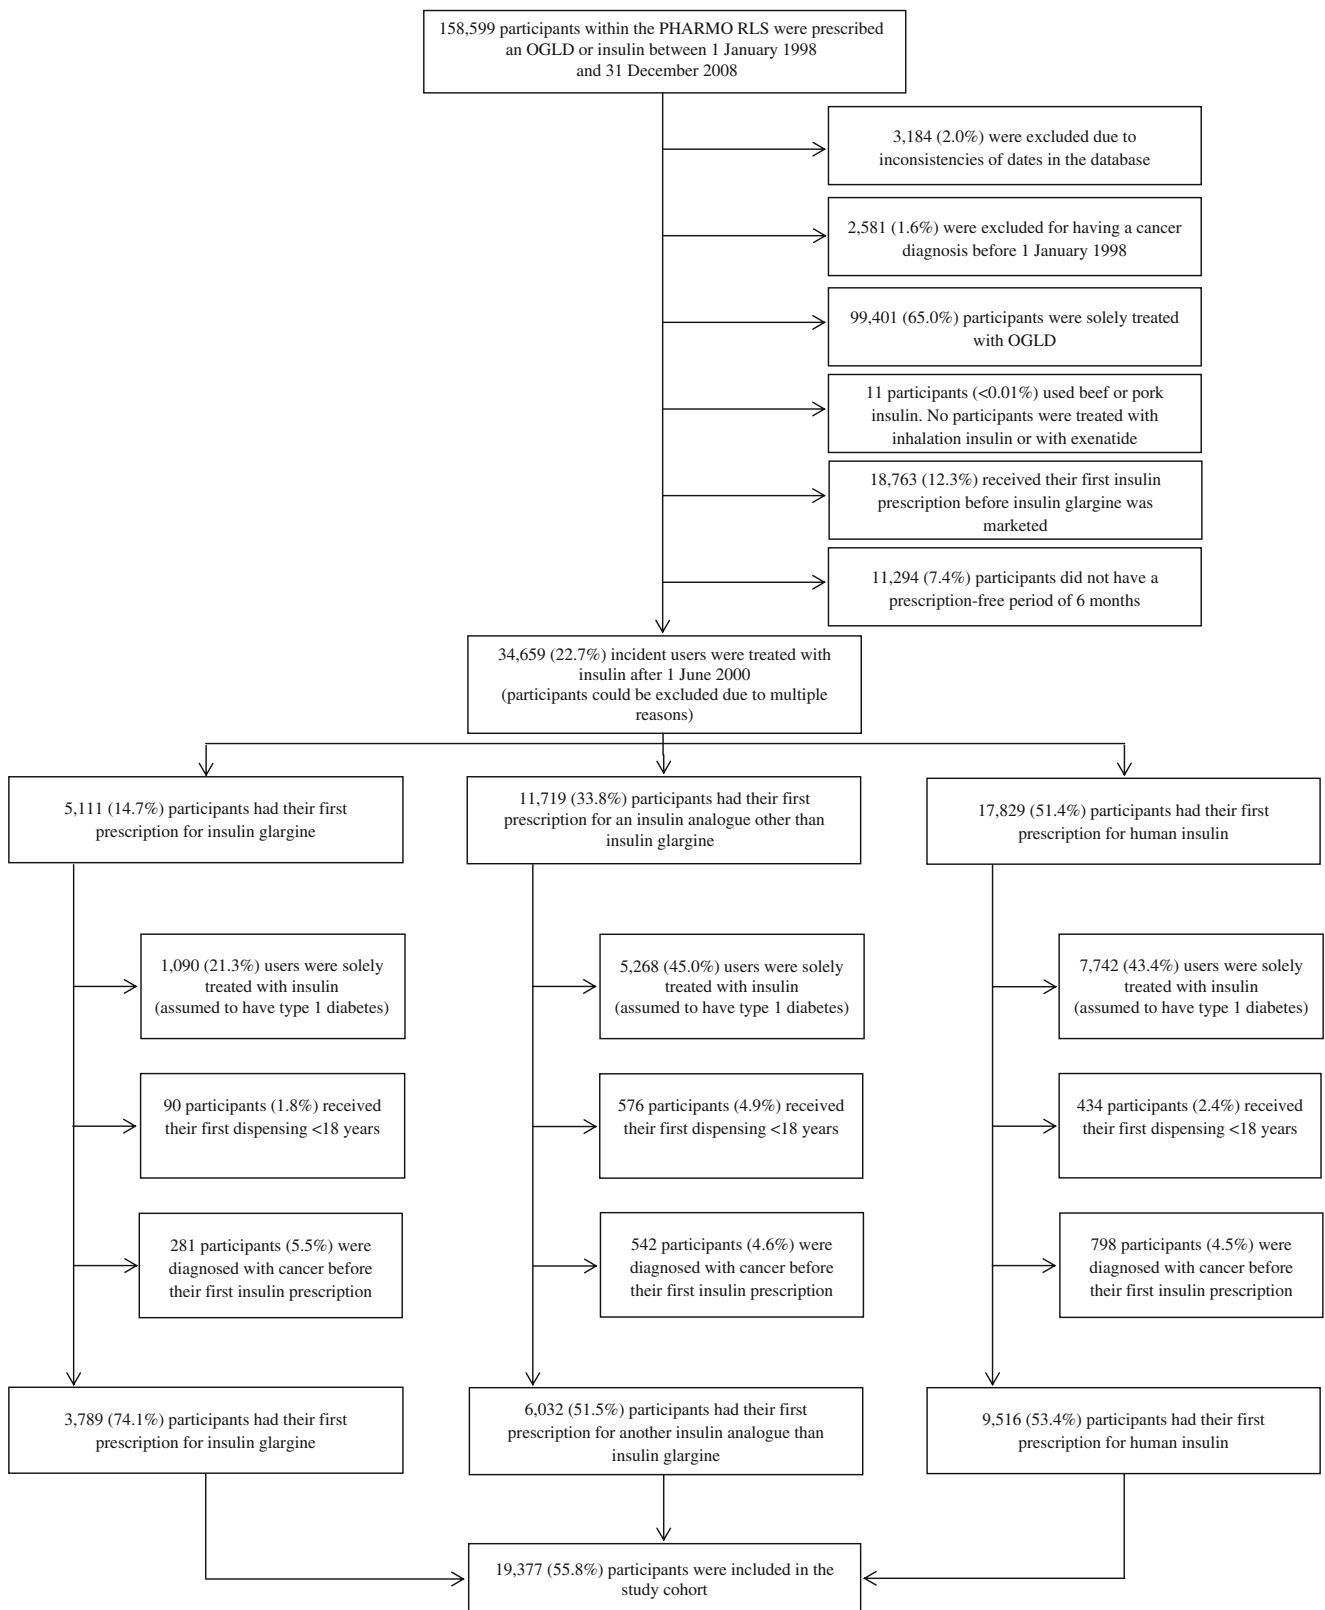 158,599 participants within the PHARMO RLS were prescribed
an OGLD or insulin between 1 January 1998
and 31 December 2008
3,184 (2.0%) were excluded due to
inconsistencies of dates in the database
2,581 (1.6%) were excluded for having a cancer
diagnosis before 1 January 1998
99,401 (65.0%) participants were solely treated
with OGLD
11 participants (<0.01%) used beef or pork
insulin. No participants were treated with
inhalation insulin or with exenatide
18,763 (12.3%) received their first insulin
prescription before insulin glargine was
marketed
11,294 (7.4%) participants did not have a
prescription-free period of 6 months
34,659 (22.7%) incident users were treated with
insulin after 1 June 2000
(participants could be excluded due to multiple
reasons)
5,111 (14.7%) participants had their first
prescription for insulin glargine
11,719 (33.8%) participants had their first
prescription for an insulin analogue other than
insulin glargine
17,829 (51.4%) participants had their first
prescription for human insulin
1,090 (21.3%) users were solely
treated with insulin
(assumed to have type 1 diabetes)
5,268 (45.0%) users were solely
treated with insulin
(assumed to have type 1 diabetes)
7,742 (43.4%) users were solely
treated with insulin
(assumed to have type 1 diabetes)
90 participants (1.8%) received
their first dispensing <18 years
576 participants (4.9%) received
their first dispensing <18 years
434 participants (2.4%) received
their first dispensing <18 years
281 participants (5.5%) were
diagnosed with cancer before
their first insulin prescription
542 participants (4.6%) were
diagnosed with cancer before
their first insulin prescription
798 participants (4.5%) were
diagnosed with cancer before
their first insulin prescription
3,789 (74.1%) participants had their first
prescription for insulin glargine
6,032 (51.5%) participants had their first
prescription for another insulin analogue than
insulin glargine
9,516 (53.4%) participants had their first
prescription for human insulin
19,377 (55.8%) participants were included in the
study cohort